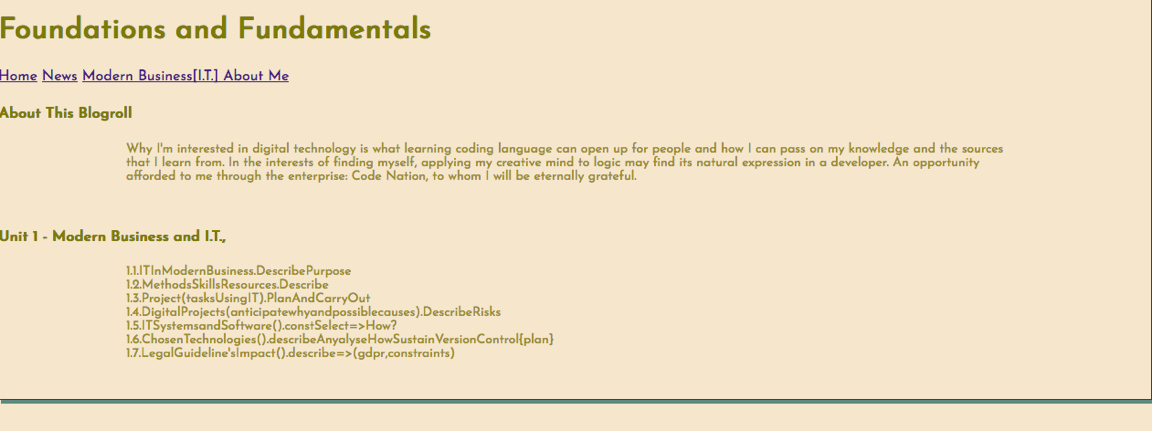 Foundations and Fundamentals
Home News Modern Business[I.T.] About Me
About This Blogroll
Why I'm interested in digital technology is what learning coding language can open up for people and how I can pass on my knowledge and the sources
that I learn from. In the interests of finding myself, applying my creative mind to logic may find its natural expression in a developer. An opportunity
afforded to me through the enterprise: Code Nation, to whom I will be eternally grateful.
Unit 1 - Modern Business and I.T.,
1.1.ITInModernBusiness.DescribePurpose
1.2.MethodsSkillsResources.Describe
1.3.Project(tasksUsingIT).PlanAndCarryOut
1.4.DigitalProjects(anticipatewhyandpossiblecauses).DescribeRisks
1.5.ITSystemsandSoftware().constSelect=>How?
1.6.ChosenTechnologies().describeAnyalyseHowSustainVersionControl{plan}
1.7.LegalGuideline'sImpact().describe=>(gdpr,constraints)